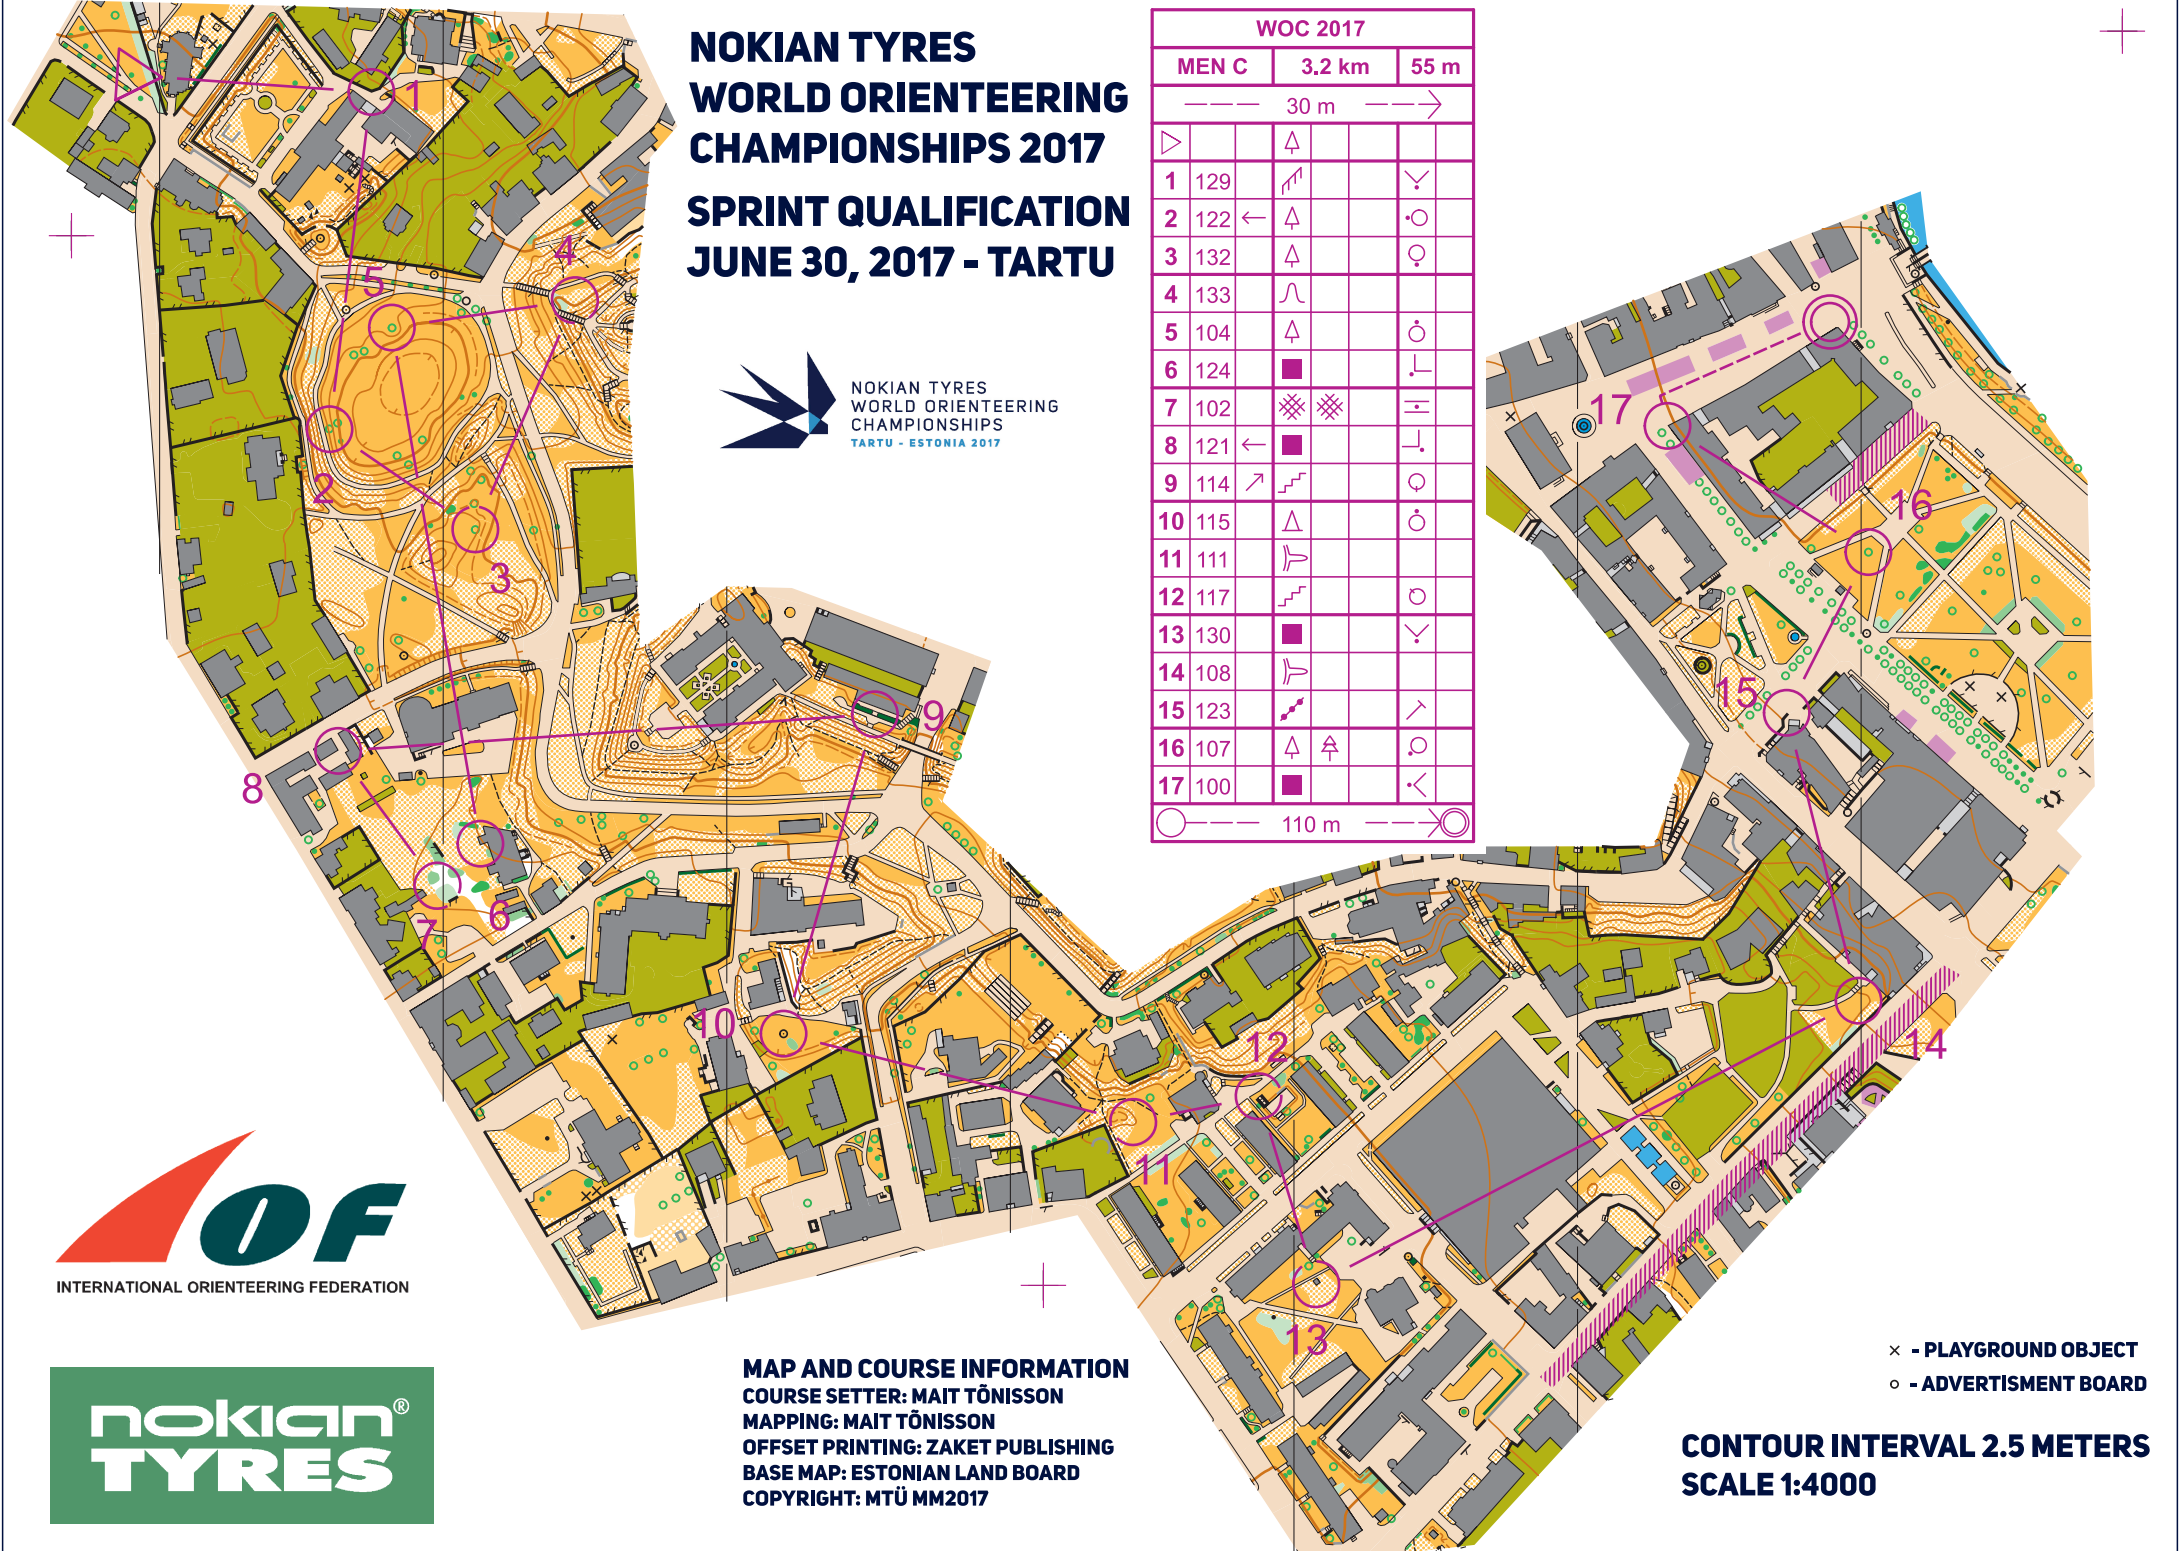 NOKIAN TYRES
WORLD ORIENTEERING
CHAMPIONSHIPS 2017
SPRINT QUALIFICATION
JUNE 30, 2017 - TARTU
NOKIAN TYRES
WORLD ORIENTEERING
CHAMPIONSHIPS
TARTU - ESTONIA 2017
WOC 2017
MEN C 3.2 km 55 m
30 m
1 129
2 122
3 132
4 133
5 104
6 124
7 102
8 121
9 114
10 115
11 111
12 117
13 130
14 108
15 123
16 107
17 100
110 m
1
4
5
2
3
17
16
15
9
8
6
7
10
12
14
11
13
IOF
INTERNATIONAL ORIENTEERING FEDERATION
nokian®
TYRES
MAP AND COURSE INFORMATION
COURSE SETTER: MAIT TÕNISSON
MAPPING: MAIT TÕNISSON
OFFSET PRINTING: ZAKET PUBLISHING
BASE MAP: ESTONIAN LAND BOARD
COPYRIGHT: MTÜ MM2017
× - PLAYGROUND OBJECT
○ - ADVERTISMENT BOARD
CONTOUR INTERVAL 2.5 METERS
SCALE 1:4000